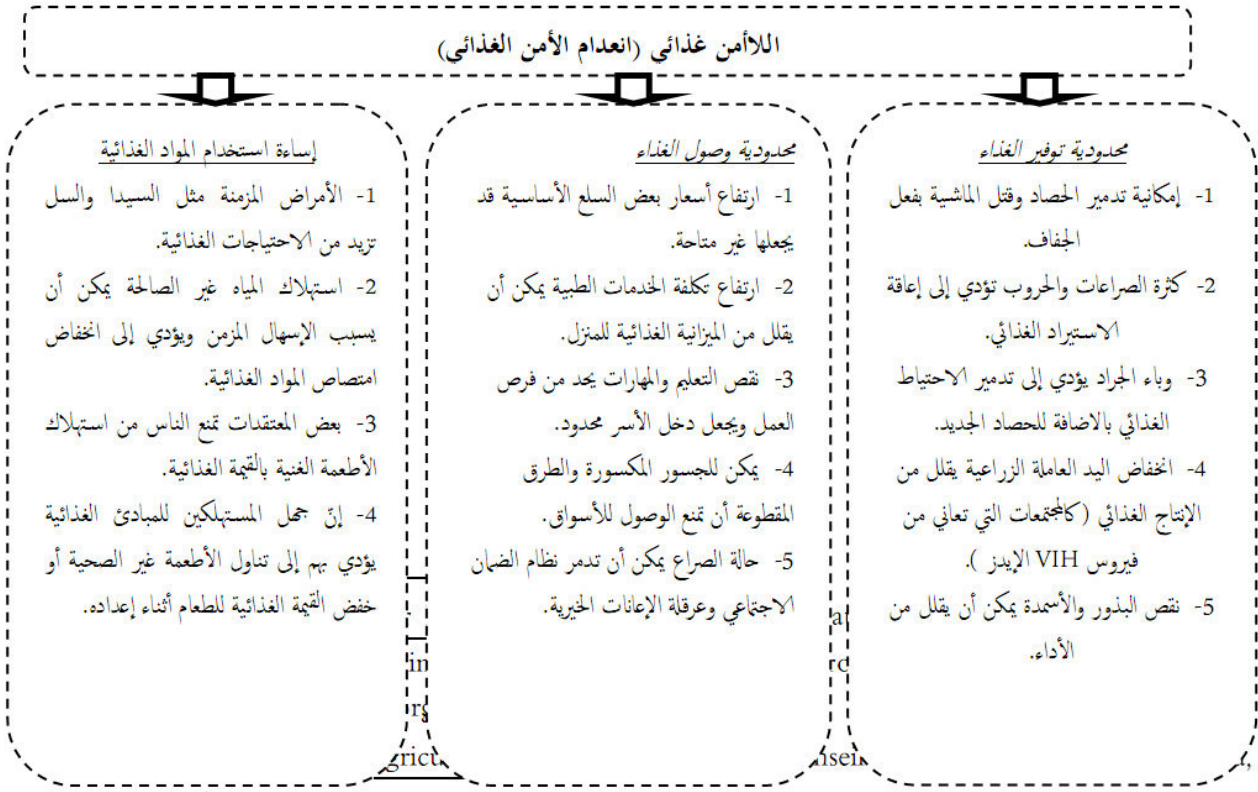 اللاأمن غذائي (انعدام الأمن الغذائي)
محدودية توفير الغذاء
1- إمكانية تدمير الحصاد وقتل الماشية بفعل
الجفاف.
2- كثرة الصراعات والحروب تؤدي إلى إعاقة
الاستيراد الغذائي.
3- وباء الجراد يؤدي إلى تدمير الاحتياط
الغذائي بالاضافة للحصاد الجديد.
4- انخفاض اليد العاملة الزراعية يقلل من
الإنتاج الغذائي (كالمجتمعات التي تعاني من
فيروس VIH الإيدز ).
5- نقص البذور والأسمدة يمكن أن يقلل من
الأداء.
محدودية وصول الغذاء
1- ارتفاع أسعار بعض السلع الأساسية قد
يجعلها غير متاحة.
2- ارتفاع تكلفة الخدمات الطبية يمكن أن
يقلل من الميزانية الغذائية للمنزل.
3- نقص التعليم والمهارات يحد من فرص
العمل ويجعل دخل الأسر محدود.
4- يمكن للجسور المكسورة والطرق
المقطوعة أن تمنع الوصول للأسواق.
5- حالة الصراع يمكن أن تدمر نظام الضمان
الاجتماعي وعرقلة الإعانات الخيرية.
إساءة استخدام المواد الغذائية
1- الأمراض المزمنة مثل السيدا والسل
تزيد من الاحتياجات الغذائية.
2- استهلاك المياه غير الصالحة يمكن أن
يسبب الإسهال المزمن ويؤدي إلى انخفاض
امتصاص المواد الغذائية.
3- بعض المعتقدات تمنع الناس من استهلاك
الأطعمة الغنية بالقيمة الغذائية.
4- إنّ جهل المستهلكين للمبادئ الغذائية
يؤدي بهم إلى تناول الأطعمة غير الصحية أو
خفض القيمة الغذائية للطعام أثناء إعداده.